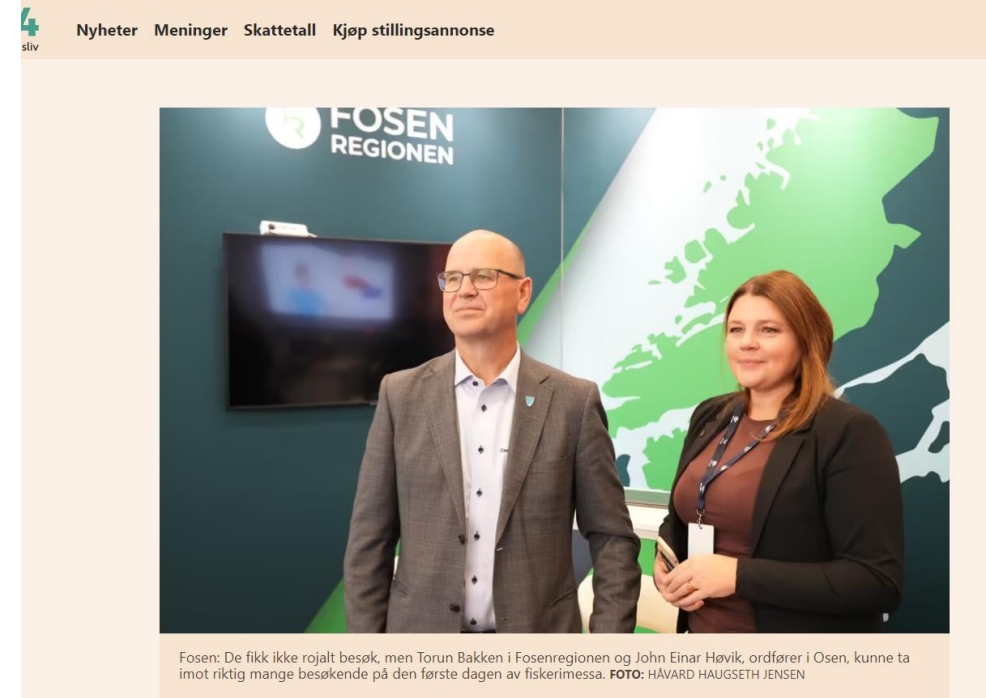 4
sliv
Nyheter Meninger Skattetall Kjøp stillingsannonse
FOSEN
REGIONEN
Fosen: De fikk ikke rojalt besøk, men Torun Bakken i Fosenregionen og John Einar Høvik, ordfører i Osen, kunne ta
imot riktig mange besøkende på den første dagen av fiskerimessa. FOTO: HÅVARD HAUGSETH JENSEN